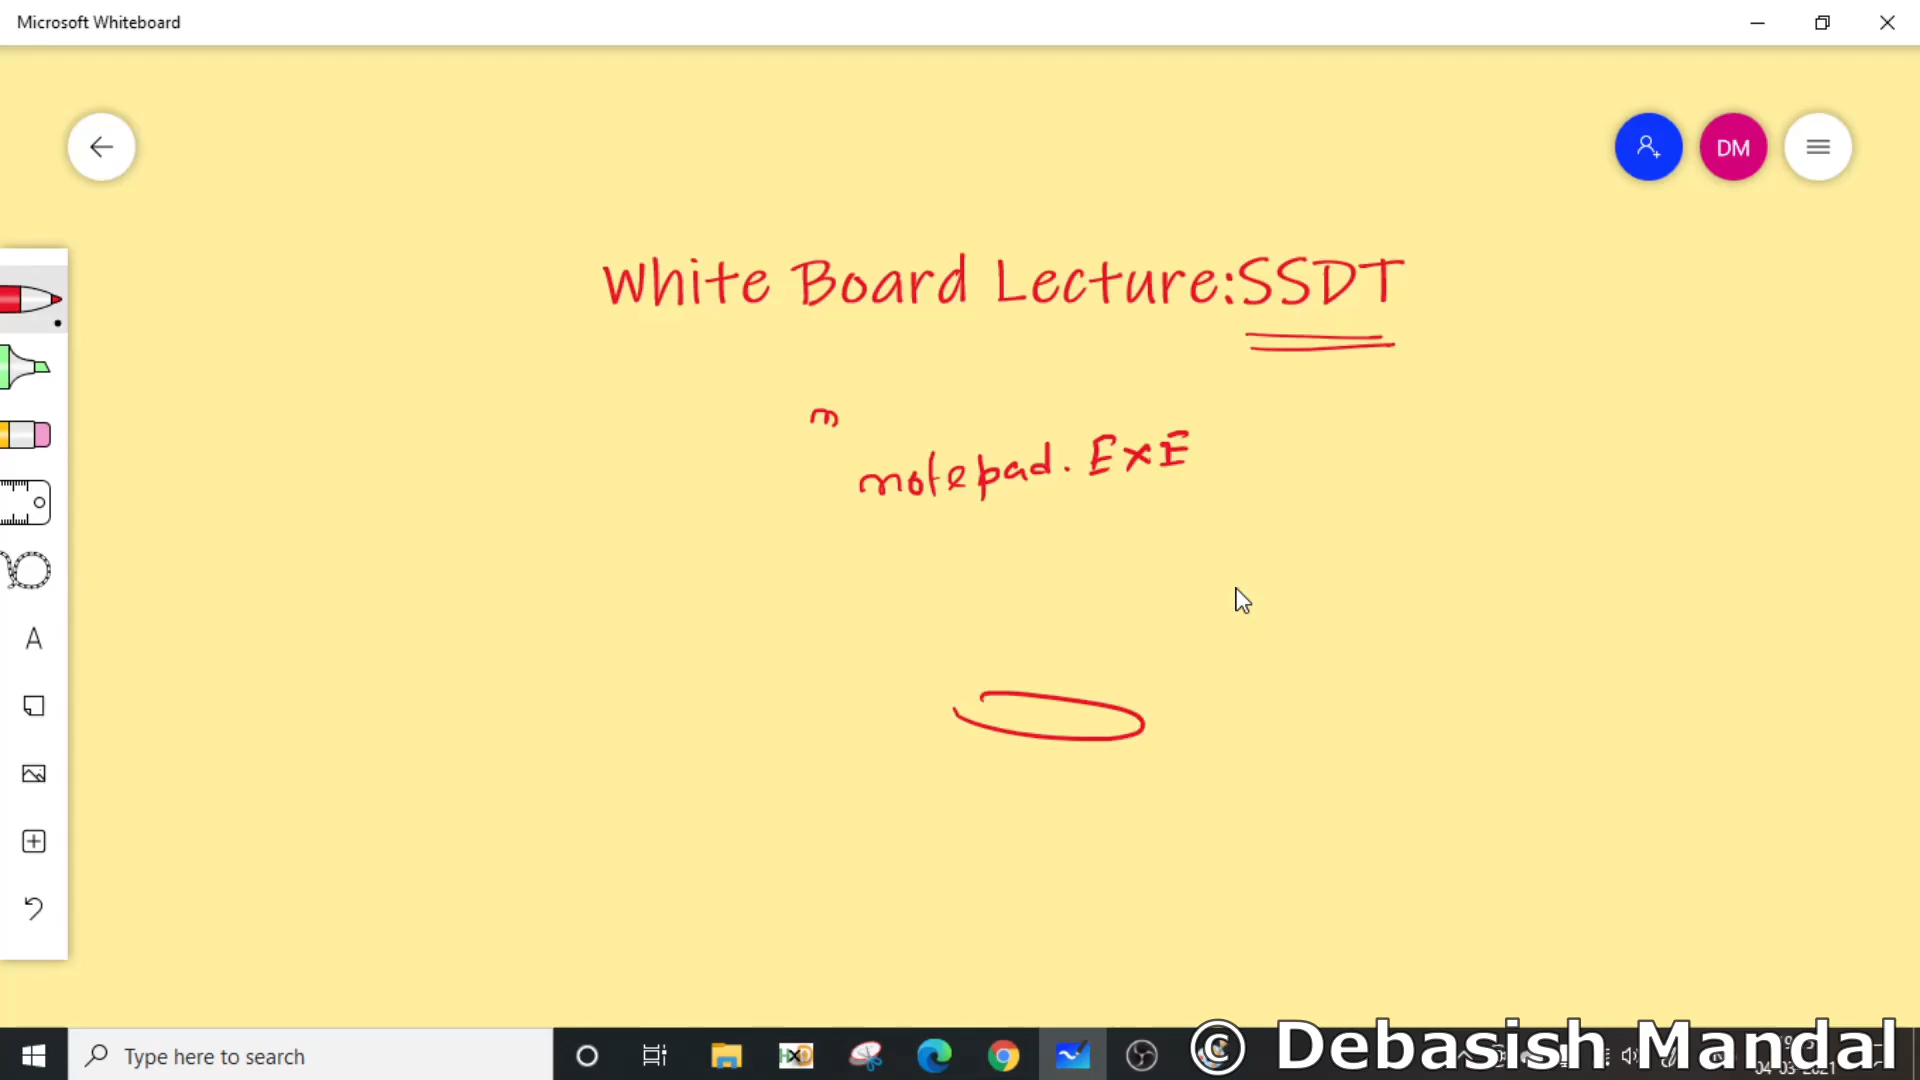 Microsoft Whiteboard
DM
White Board Lecture:SSDT
m
notepad. EXE
A
Type here to search
© Debasish Mandal